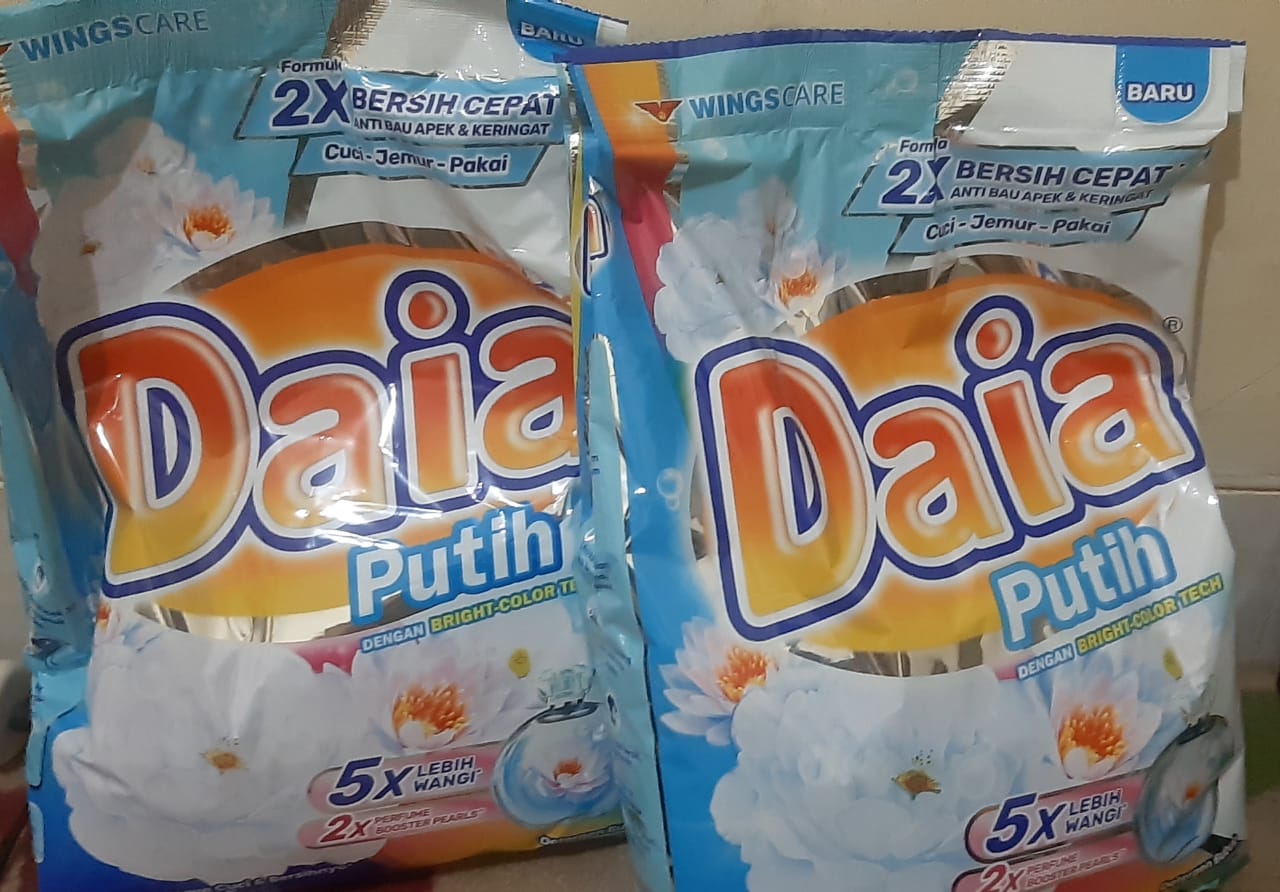 WINGSCARE
BARU
Formula
2X BERSIH CEPAT
ANTI BAU APEK & KERINGAT
Cuci - Jemur - Pakai
Daia
Putih
DENGAN BRIGHT-COLOR
5X LEBIH WANGI
2X PERFUME BOOSTER PEARLS
WINGSCARE
BARU
2X BERSIH CEPAT
ANTI BAU APEK & KERINGAT
Cuci - Jemur - Pakai
®
Daia
Putih
DENGAN BRIGHT-COLOR TECH
5X LEBIH WANGI
2X PERFUME BOOSTER PEARLS